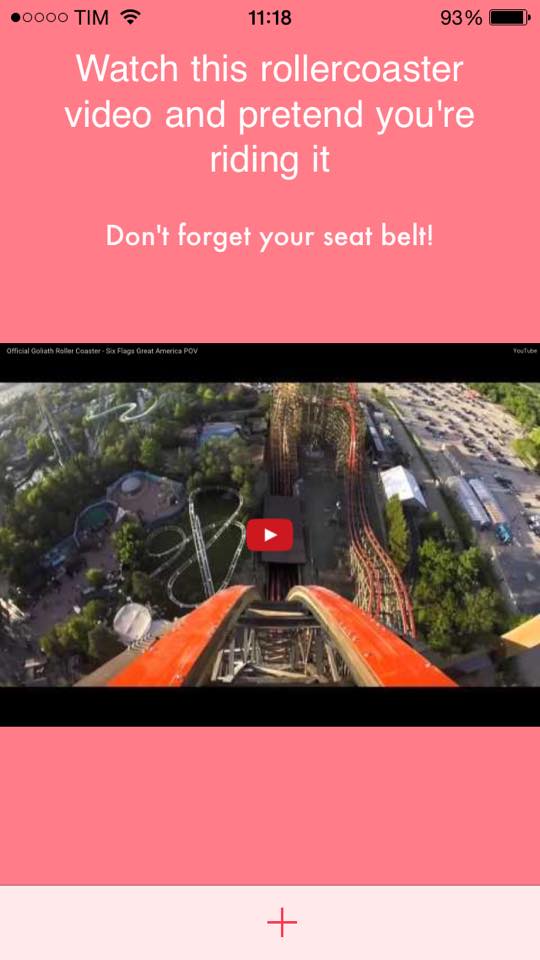 TIM 11:18 93%
Watch this rollercoaster
video and pretend you're
riding it
Don't forget your seat belt!
Official Goliath Roller Coaster - Six Flags Great America POV YouTube